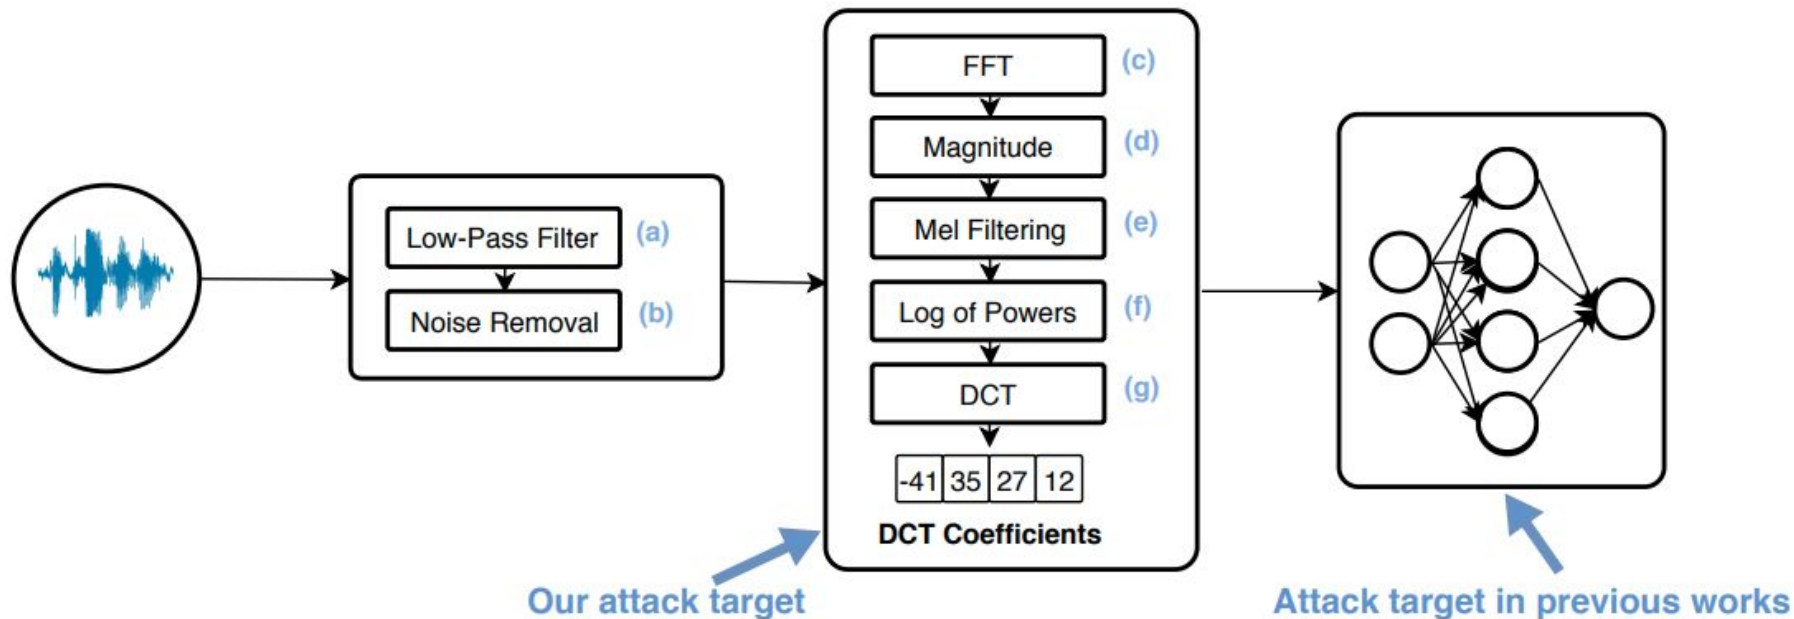 Low-Pass Filter (a)
Noise Removal (b)
FFT (c)
Magnitude (d)
Mel Filtering (e)
Log of Powers (f)
DCT (g)
-41 35 27 12
DCT Coefficients
Our attack target
Attack target in previous works